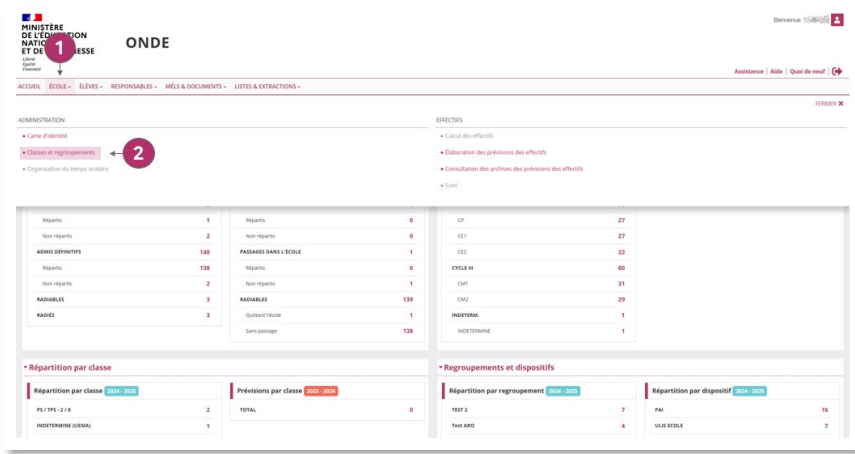 MINISTÈRE
DE L'ÉDUCATION
NATIO
ET DE NESSE
Liberté
Égalité
Fraternité
ONDE
1
Bienvenue
Assistance | Aide | Quoi de neuf |
ACCUEIL ÉCOLE ÉLÈVES RESPONSABLES MÉLS & DOCUMENTS LISTES & EXTRACTIONS
FERMER ✖
ADMINISTRATION
Carte d'identité
Classes et regroupements
2
Organisation du temps scolaire
EFFECTIFS
Calcul des effectifs
Élaboration des prévisions des effectifs
Consultation des archives des prévisions des effectifs
Suivi
Répartis 1
Non répartis 2
ADMIS DÉFINITIFS 140
Répartis 138
Non répartis 2
RADIABLES 3
RADIÉS 3
Répartis 0
Non répartis 0
PASSAGES DANS L'ÉCOLE 1
Répartis 0
Non répartis 1
RADIABLES 139
Quittant l'école 1
Sans passage 138
CP 27
CE1 27
CE2 22
CYCLE III 60
CM1 31
CM2 29
INDETERM. 1
INDETERMINE 1
Répartition par classe
Répartition par classe 2024 - 2025
PS / TPS - 2 / 0 2
INDETERMINE (UEMA) 1
Prévisions par classe 2025 - 2026
TOTAL 0
Regroupements et dispositifs
Répartition par regroupement 2024 - 2025
TEST 2 7
Test ARO 4
Répartition par dispositif 2024 - 2025
PAI 16
ULIS ECOLE 7